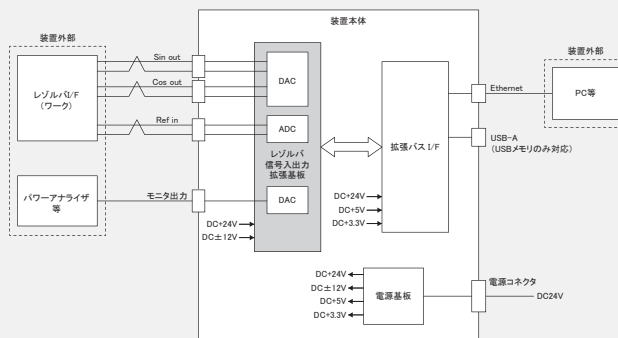 装置本体
装置外部
レゾルバI/F
(ワーク)
Sin out
Cos out
Ref in
DAC
ADC
レゾルバ
信号入出力
拡張基板
DAC
パワーアナライザ
等
モニタ出力
DC+24V
DC±12V
拡張バス I/F
DC+24V
DC+5V
DC+3.3V
Ethernet
USB-A
(USBメモリのみ対応)
装置外部
PC等
DC+24V
DC±12V
DC+5V
DC+3.3V
電源基板
電源コネクタ
DC24V